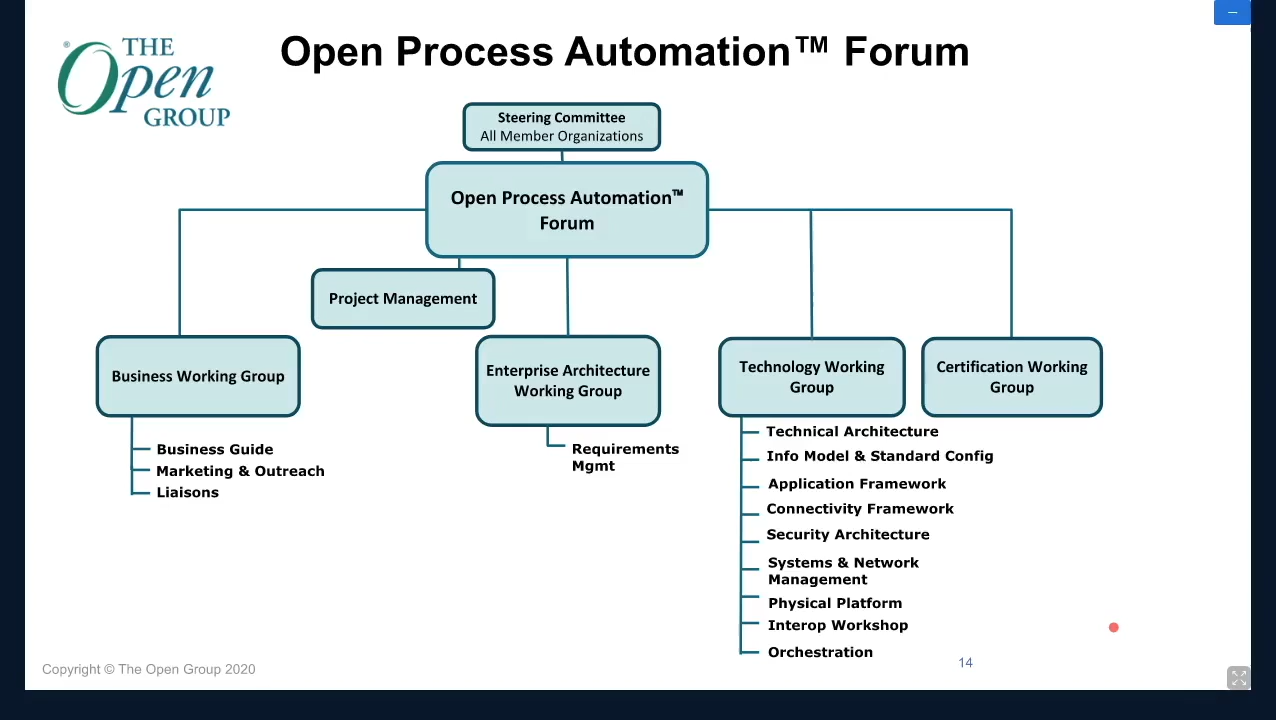 ® THE
Open
GROUP
Open Process Automation™ Forum
Steering Committee
All Member Organizations
Open Process Automation™
Forum
Project Management
Business Working Group
Enterprise Architecture
Working Group
Technology Working
Group
Certification Working
Group
Business Guide
Marketing & Outreach
Liaisons
Requirements
Mgmt
Technical Architecture
Info Model & Standard Config
Application Framework
Connectivity Framework
Security Architecture
Systems & Network
Management
Physical Platform
Interop Workshop
Orchestration
Copyright © The Open Group 2020
14